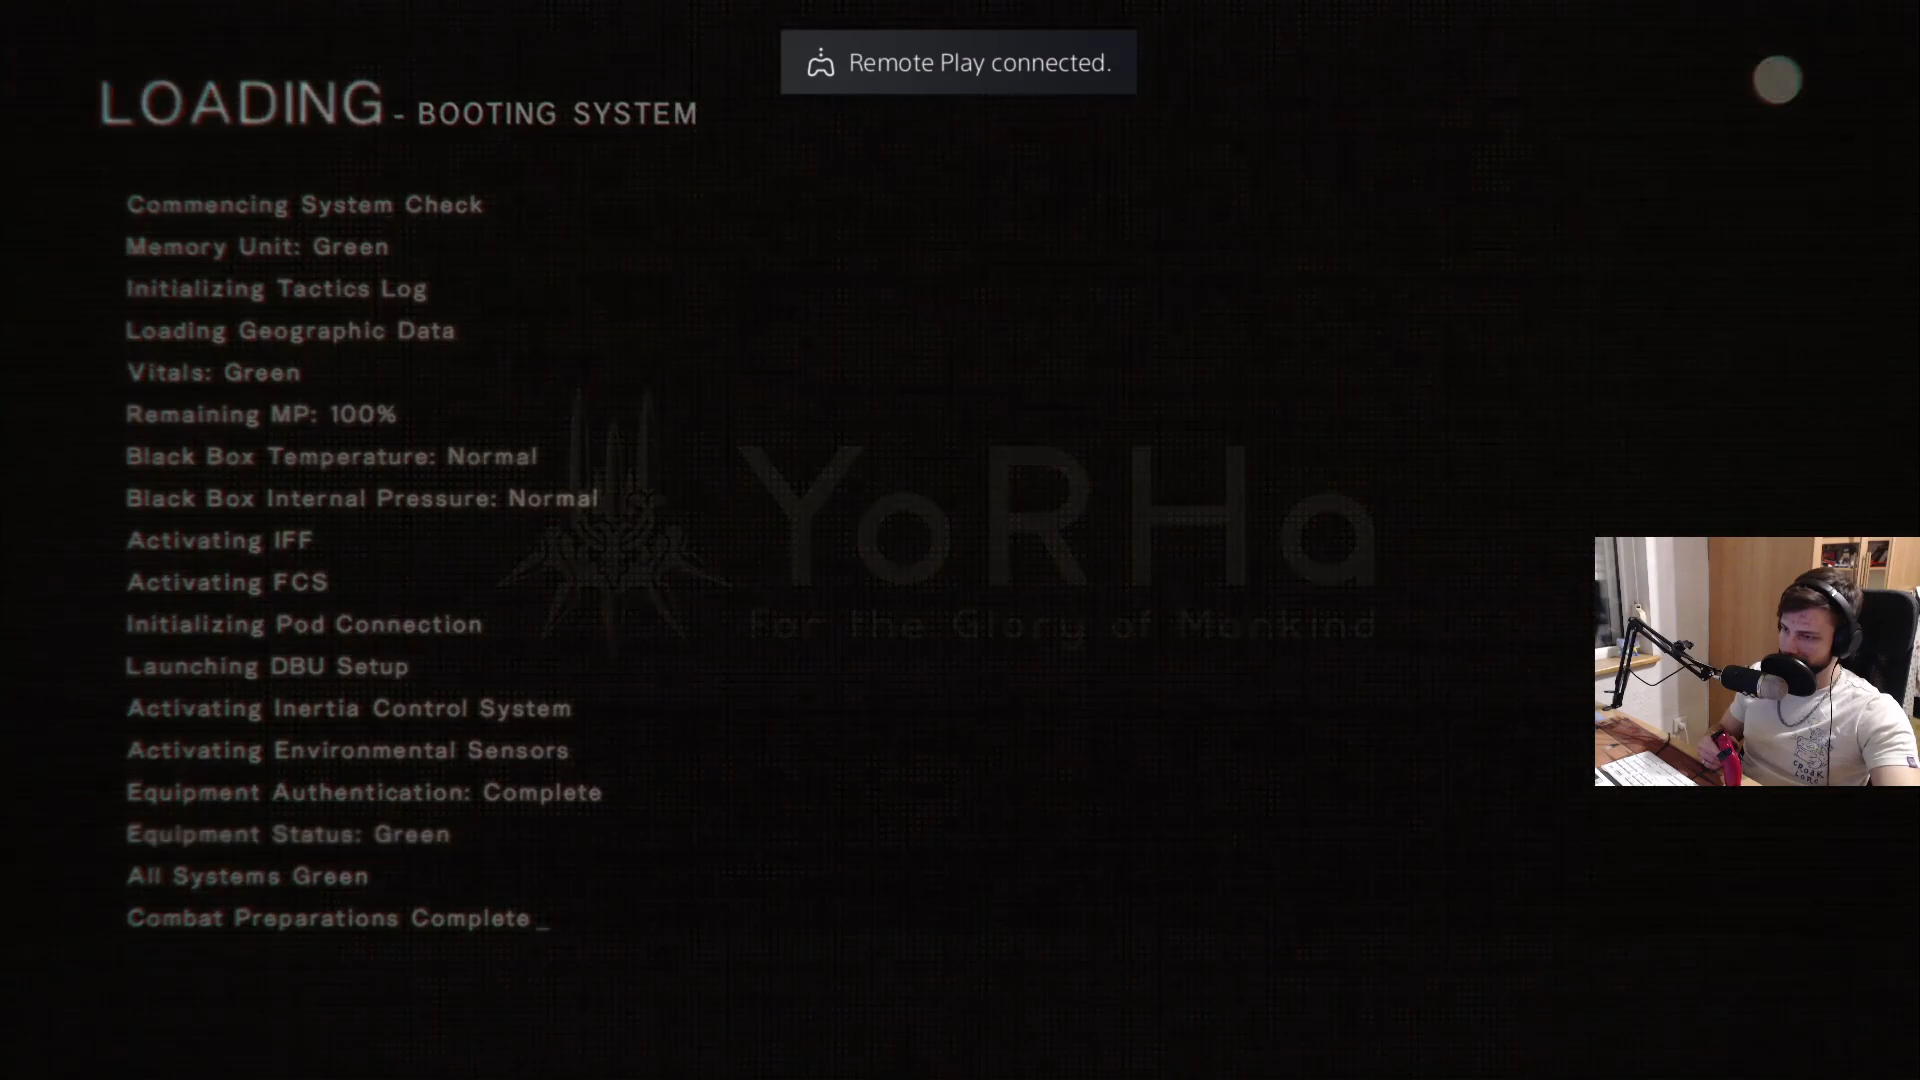 Remote Play connected.
LOADING - BOOTING SYSTEM
Commencing System Check
Memory Unit: Green
Initializing Tactics Log
Loading Geographic Data
Vitals: Green
Remaining MP: 100%
Black Box Temperature: Normal
Black Box Internal Pressure: Normal
Activating IFF
Activating FCS
Initializing Pod Connection
Launching DBU Setup
Activating Inertia Control System
Activating Environmental Sensors
Equipment Authentication: Complete
Equipment Status: Green
All Systems Green
Combat Preparations Complete_
YoRHa
For the Glory of Mankind
CROAK
LORD